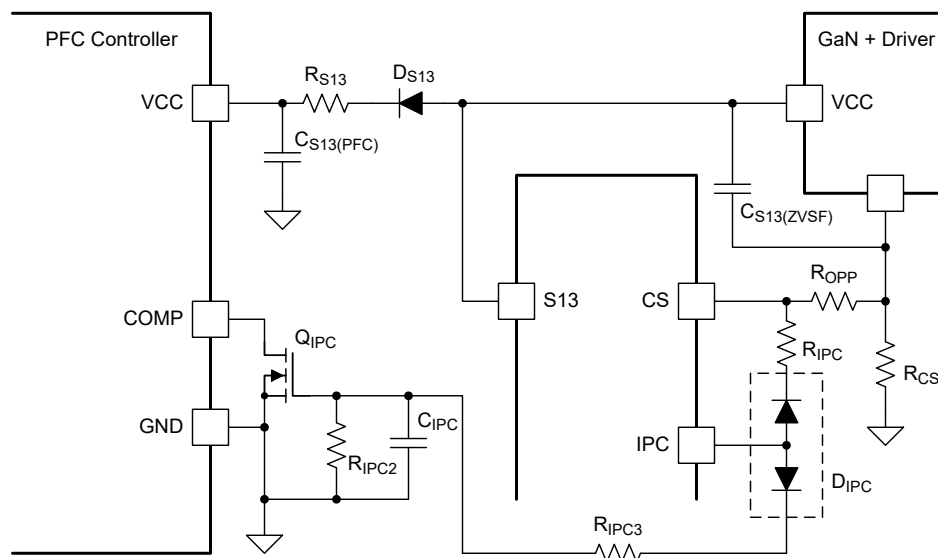 PFC Controller
GaN + Driver
RS13
DS13
VCC
VCC
CS13(PFC)
CS13(ZVSF)
ROPP
S13
CS
COMP
QIPC
RIPC
RCS
CIPC
GND
IPC
RIPC2
DIPC
RIPC3